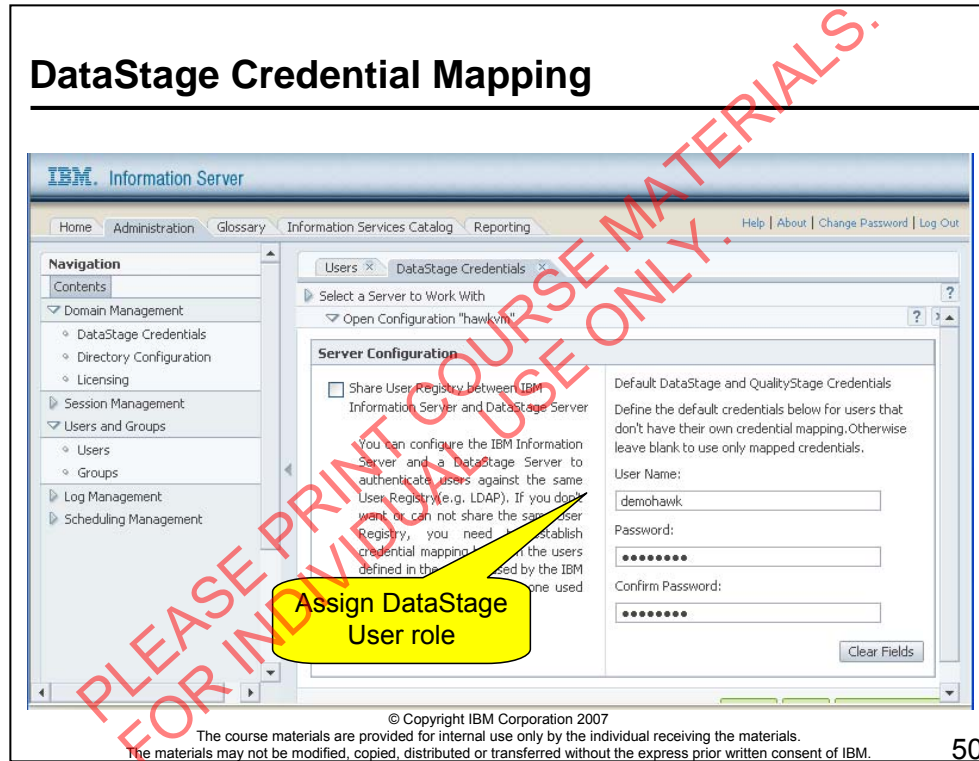 DataStage Credential Mapping
IBM. Information Server
Home Administration Glossary Information Services Catalog Reporting
Help | About | Change Password | Log Out
Navigation
Contents
Domain Management
DataStage Credentials
Directory Configuration
Licensing
Session Management
Users and Groups
Users
Groups
Log Management
Scheduling Management
Users DataStage Credentials
Select a Server to Work With
?
Open Configuration "hawkvm"
?
Server Configuration
Share User Registry between IBM
Information Server and DataStage Server
You can configure the IBM Information
Server and a DataStage Server to
authenticate users against the same
User Registry(e.g. LDAP). If you don't
want or can not share the same User
Registry, you need establish
credential mapping the users
defined in the used by the IBM
one used
Default DataStage and QualityStage Credentials
Define the default credentials below for users that
don't have their own credential mapping.Otherwise
leave blank to use only mapped credentials.
User Name:
demohawk
Password:
••••••••
Confirm Password:
••••••••
Clear Fields
Assign DataStage
User role
PLEASE PRINT COURSE MATERIALS.
FOR INDIVIDUAL USE ONLY.
© Copyright IBM Corporation 2007
The course materials are provided for internal use only by the individual receiving the materials.
The materials may not be modified, copied, distributed or transferred without the express prior written consent of IBM.
50